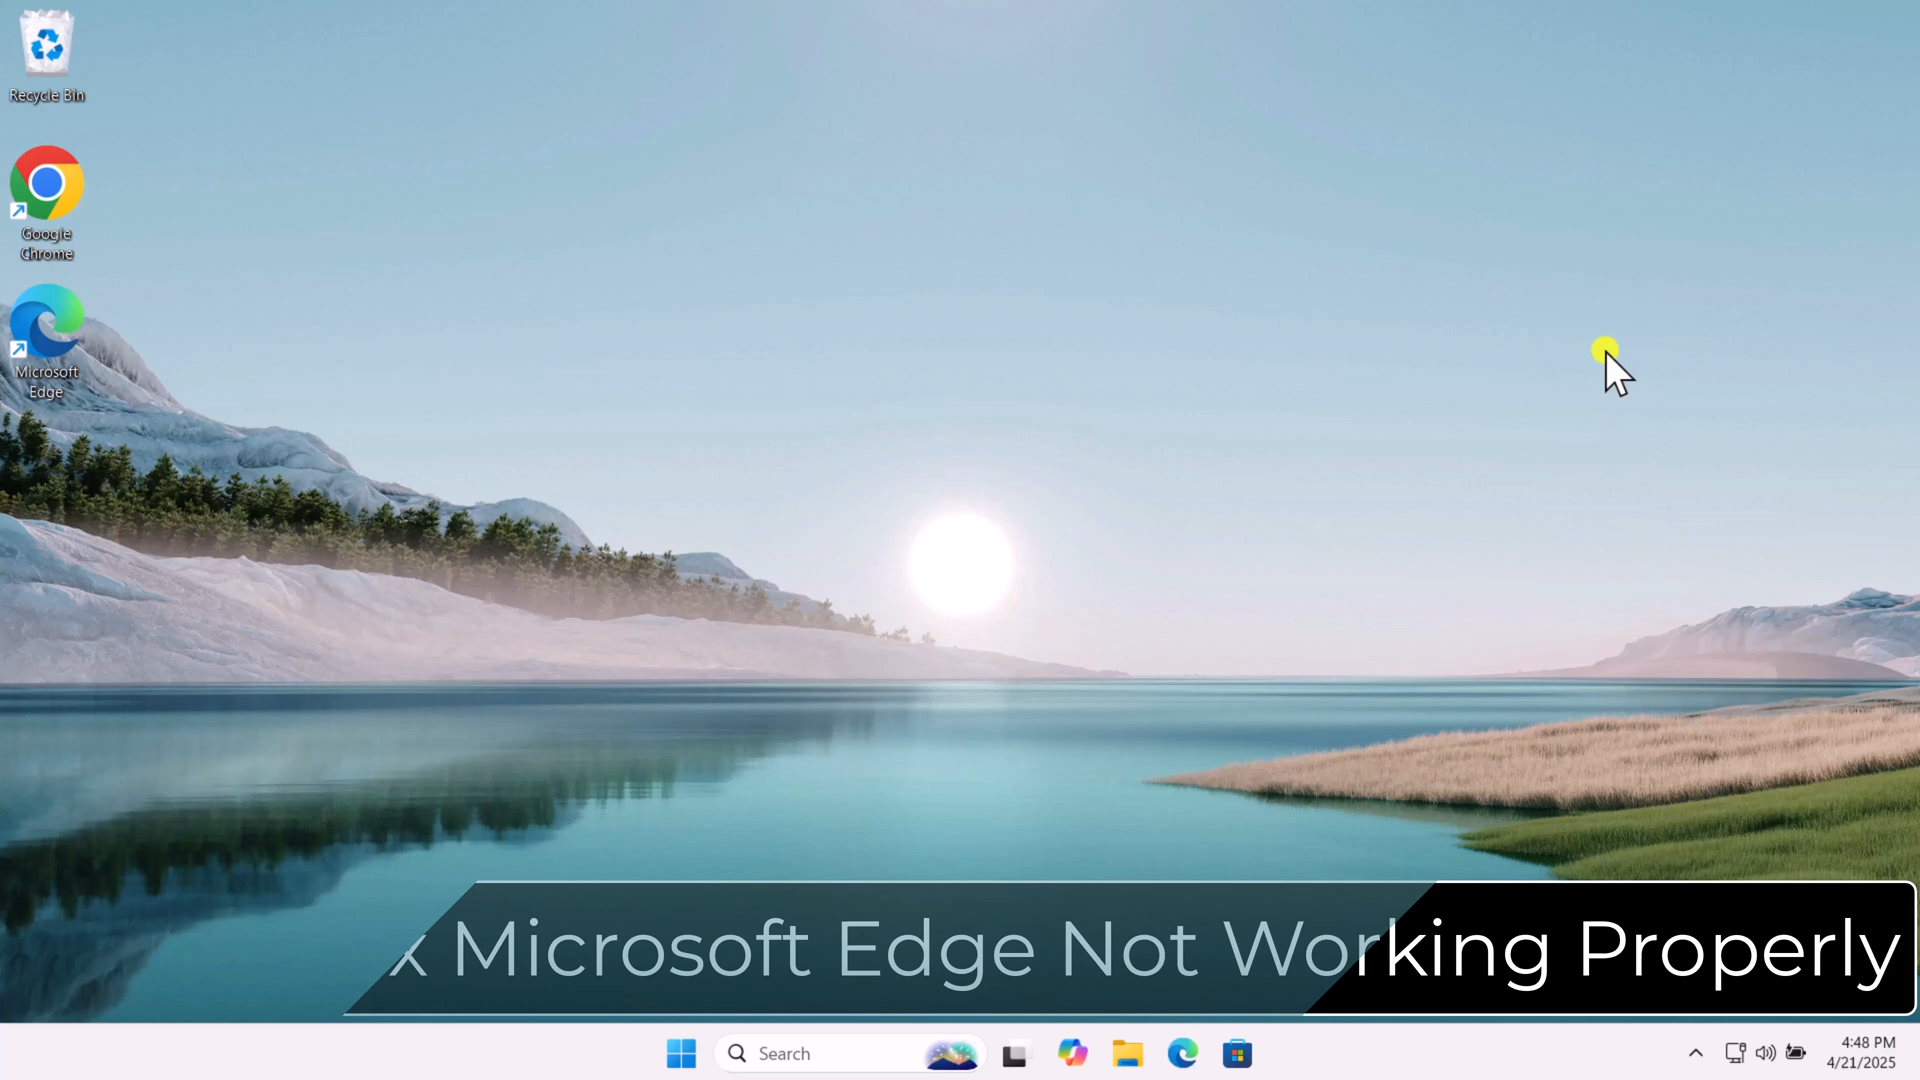 Recycle Bin
Google
Chrome
Microsoft
Edge
x Microsoft Edge Not Working Properly
Search
4:48 PM
4/21/2025